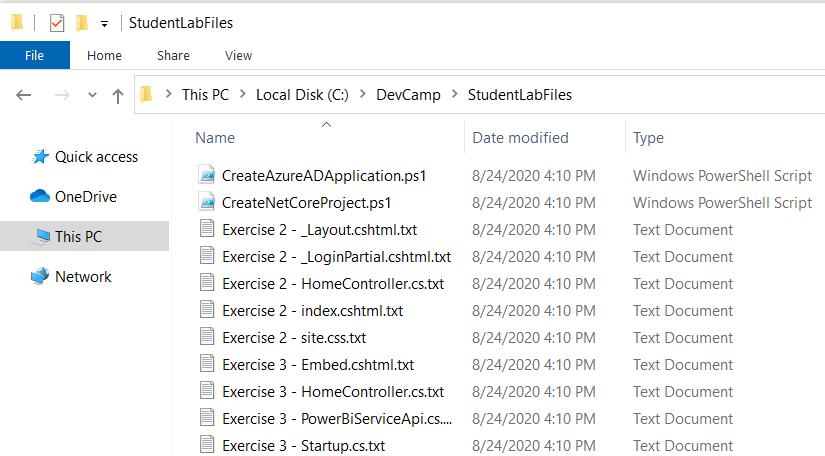 StudentLabFiles
File Home Share View
This PC Local Disk (C:) DevCamp StudentLabFiles
Name Date modified Type
Quick access
OneDrive
This PC
Network
CreateAzureADApplication.ps1 8/24/2020 4:10 PM Windows PowerShell Script
CreateNetCoreProject.ps1 8/24/2020 4:10 PM Windows PowerShell Script
Exercise 2 - _Layout.cshtml.txt 8/24/2020 4:10 PM Text Document
Exercise 2 - _LoginPartial.cshtml.txt 8/24/2020 4:10 PM Text Document
Exercise 2 - HomeController.cs.txt 8/24/2020 4:10 PM Text Document
Exercise 2 - index.cshtml.txt 8/24/2020 4:10 PM Text Document
Exercise 2 - site.css.txt 8/24/2020 4:10 PM Text Document
Exercise 3 - Embed.cshtml.txt 8/24/2020 4:10 PM Text Document
Exercise 3 - HomeController.cs.txt 8/24/2020 4:10 PM Text Document
Exercise 3 - PowerBiServiceApi.cs.... 8/24/2020 4:10 PM Text Document
Exercise 3 - Startup.cs.txt 8/24/2020 4:10 PM Text Document